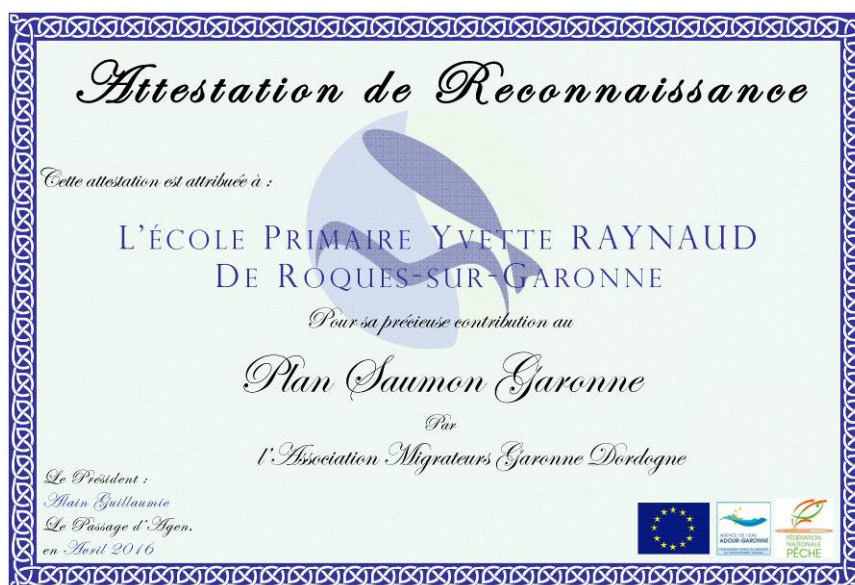 Attestation de Reconnaissance
Cette attestation est attribuée à :
L'ÉCOLE PRIMAIRE YVETTE RAYNAUD
DE ROQUES-SUR-GARONNE
Pour sa précieuse contribution au
Plan Saumon Garonne
Par
l'Association Migrateurs Garonne Dordogne
Le Président :
Alain Guillaumie
Le Passage d'Agen,
en Avril 2016
AGENCE DE L'EAU
ADOUR-GARONNE
FÉDÉRATION
NATIONALE
PÊCHE